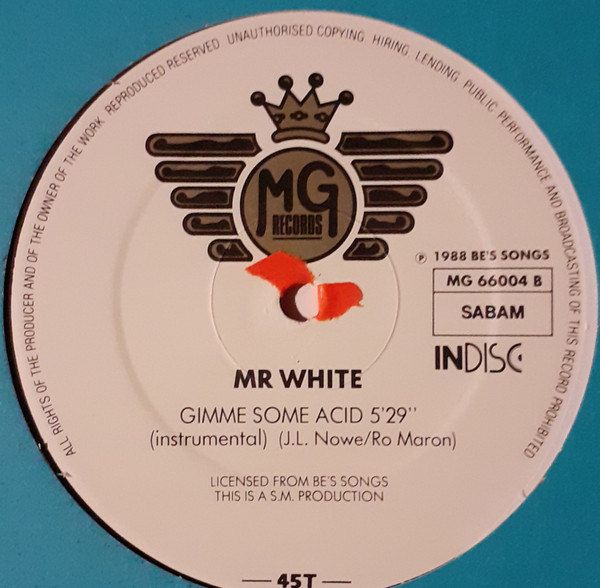 ALL RIGHTS OF THE PRODUCER AND OF THE OWNER OF THE WORK REPRODUCED RESERVED UNAUTHORISED COPYING, HIRING, LENDING, PUBLIC PERFORMANCE AND BROADCASTING OF THIS RECORD PROHIBITED
MG
RECORDS
℗ 1988 BE'S SONGS
MG 66004 B
SABAM
INDISC
MR WHITE
GIMME SOME ACID 5'29"
(instrumental) (J.L. Nowe/Ro Maron)
LICENSED FROM BE'S SONGS
THIS IS A S.M. PRODUCTION
— 45T —